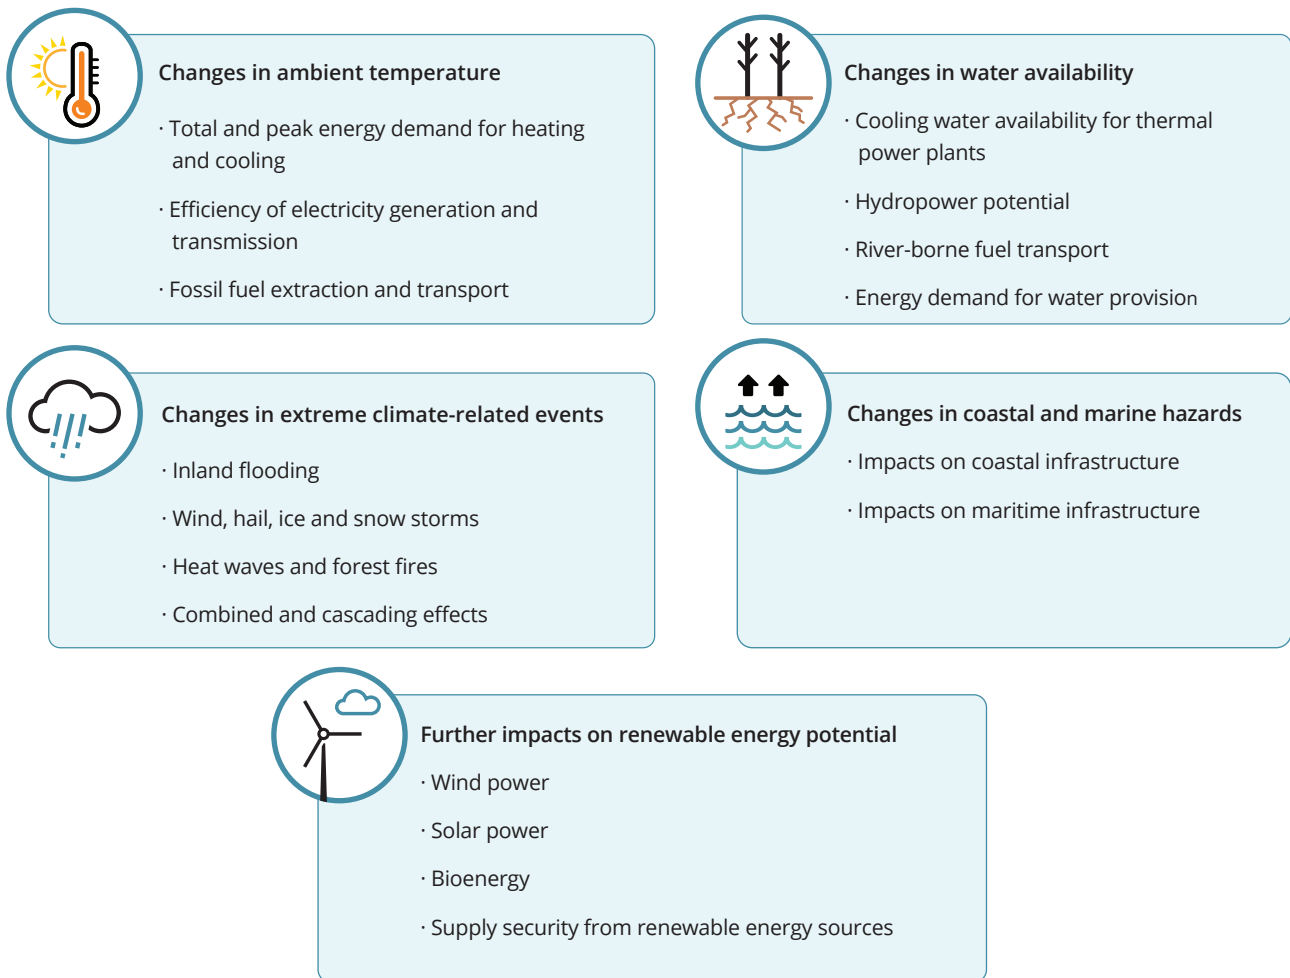 Changes in ambient temperature
· Total and peak energy demand for heating
and cooling
· Efficiency of electricity generation and
transmission
· Fossil fuel extraction and transport
Changes in water availability
· Cooling water availability for thermal
power plants
· Hydropower potential
· River-borne fuel transport
· Energy demand for water provision
Changes in extreme climate-related events
· Inland flooding
· Wind, hail, ice and snow storms
· Heat waves and forest fires
· Combined and cascading effects
Changes in coastal and marine hazards
· Impacts on coastal infrastructure
· Impacts on maritime infrastructure
Further impacts on renewable energy potential
· Wind power
· Solar power
· Bioenergy
· Supply security from renewable energy sources